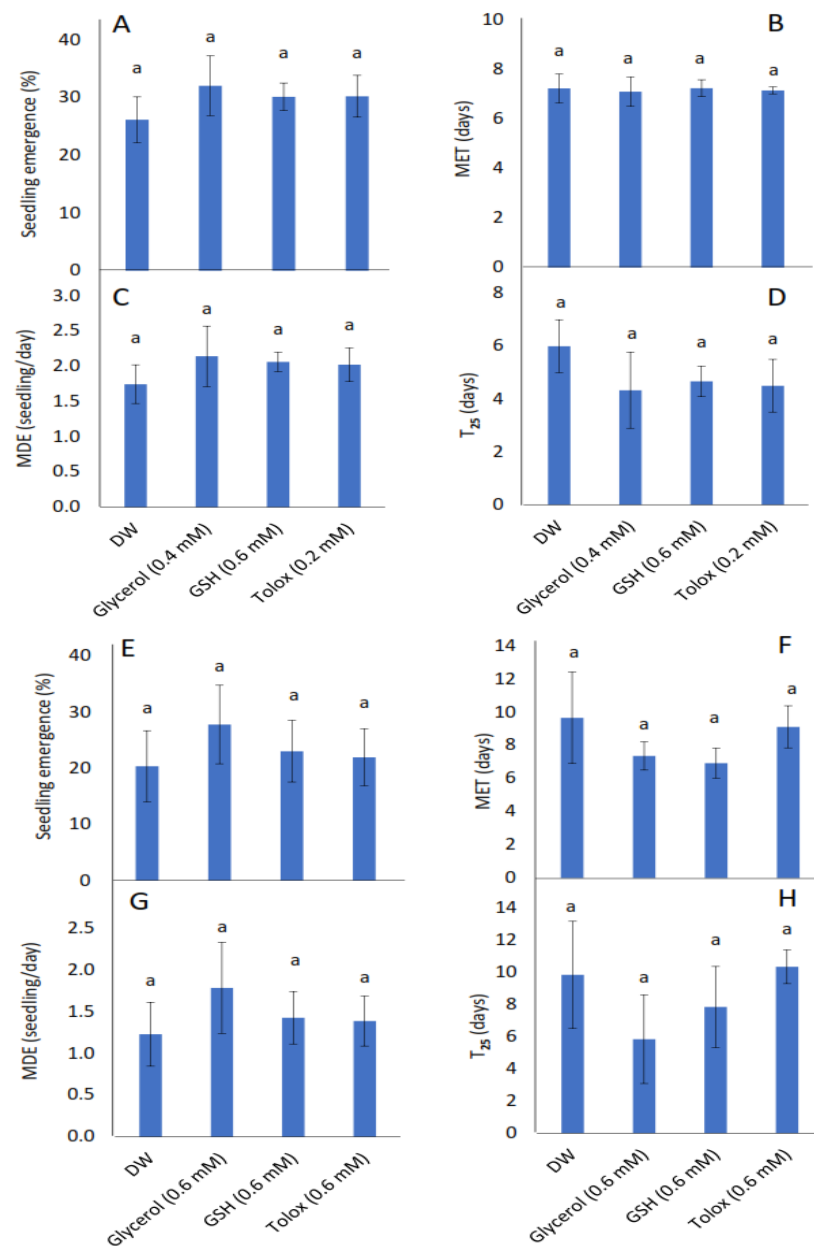 A
Seedling emergence (%)
40
30
20
10
0
a a a a
B
MET (days)
10
8
6
4
2
0
a a a a
C
MDE (seedling/day)
3.0
2.5
2.0
1.5
1.0
0.5
0.0
a a a a
DW
Glycerol (0.4 mM)
GSH (0.6 mM)
Tolox (0.2 mM)
D
T25 (days)
8
6
4
2
0
a a a a
DW
Glycerol (0.4 mM)
GSH (0.6 mM)
Tolox (0.2 mM)
E
Seedling emergence (%)
40
30
20
10
0
a a a a
F
MET (days)
14
12
10
8
6
4
2
0
a a a a
G
MDE (seedling/day)
2.5
2.0
1.5
1.0
0.5
0.0
a a a a
DW
Glycerol (0.6 mM)
GSH (0.6 mM)
Tolox (0.6 mM)
H
T25 (days)
14
12
10
8
6
4
2
0
a a a a
DW
Glycerol (0.6 mM)
GSH (0.6 mM)
Tolox (0.6 mM)